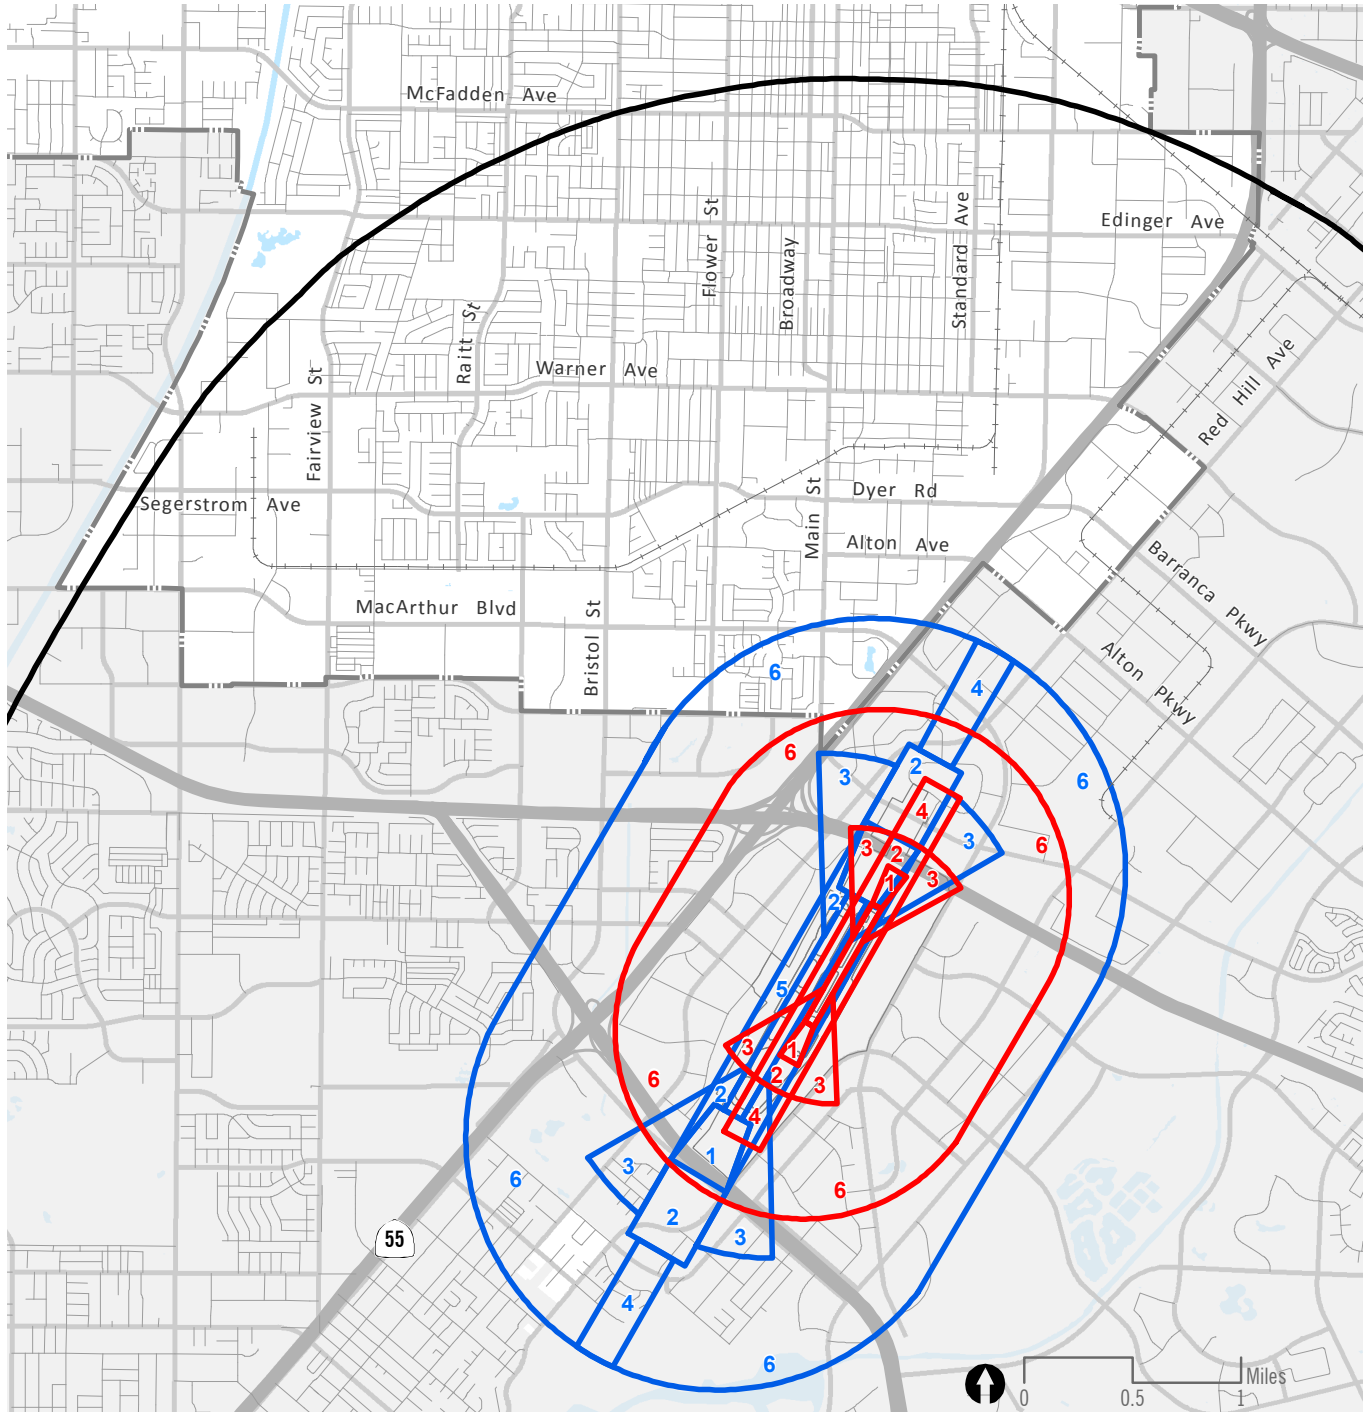 McFadden Ave
Edinger Ave
Flower St
Broadway
Standard Ave
Raitt St
Warner Ave
Fairview St
Red Hill Ave
Segerstrom Ave
Main St
Dyer Rd
Alton Ave
Barranca Pkwy
MacArthur Blvd
Bristol St
Alton Pkwy
6
4
6
2
3
6
4
3
6
3
2
3
1
2
5
3
1
2
3
6
2
4
1
3
6
6
2
3
55
4
6
Miles
0
0.5
1